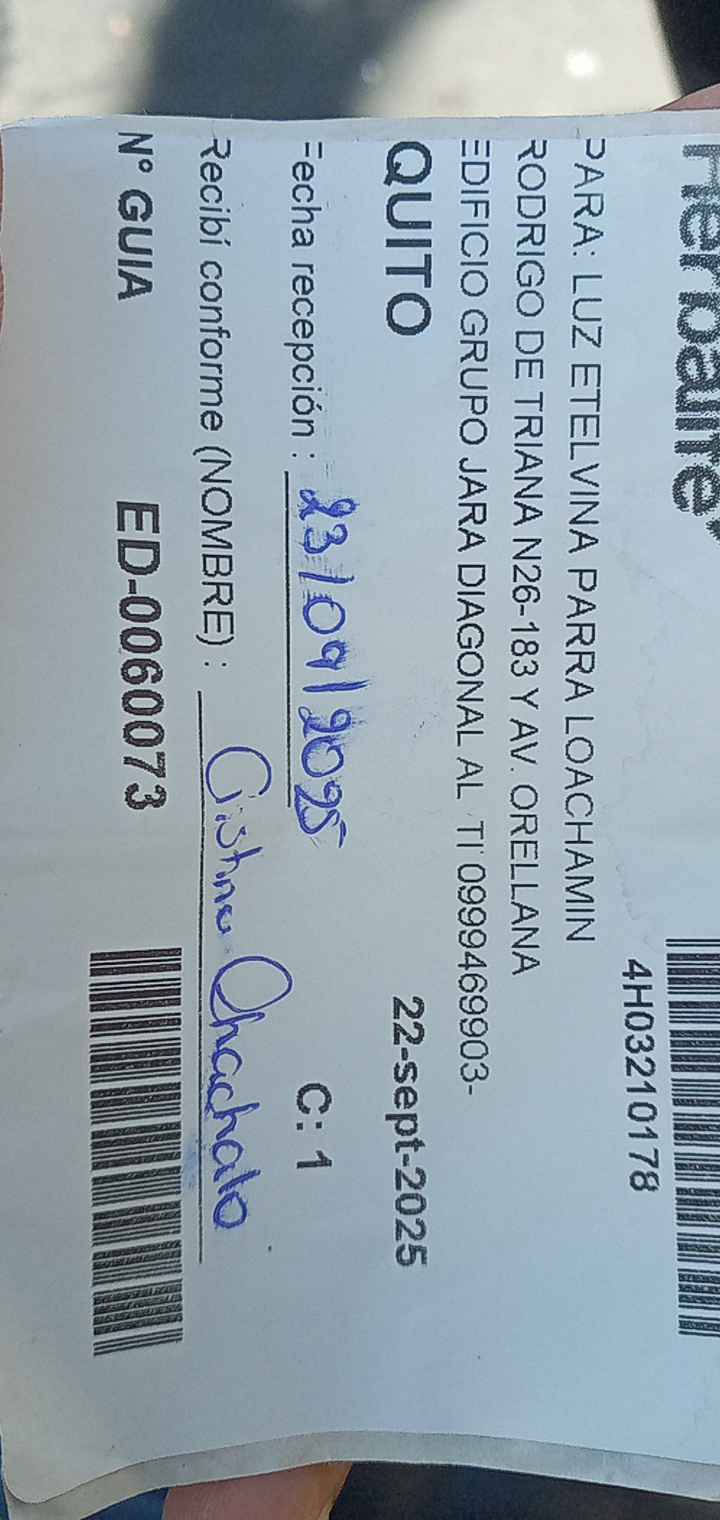 Herbalife
4H03210178
PARA: LUZ ETELVINA PARRA LOACHAMIN
RODRIGO DE TRIANA N26-183 Y AV. ORELLANA
EDIFICIO GRUPO JARA DIAGONAL AL TI 0999469903-
QUITO 22-sept-2025
Fecha recepción : 23/09/2025 C: 1
Recibí conforme (NOMBRE) : Cristina Chachalo
N° GUIA ED-0060073